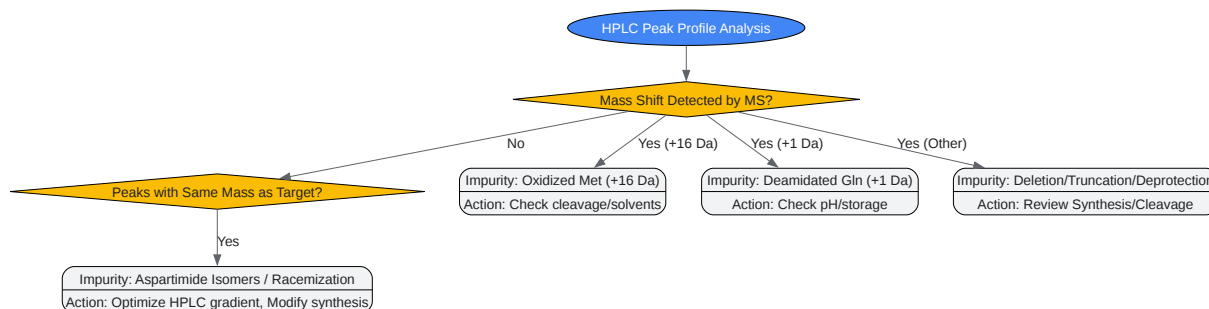 HPLC Peak Profile Analysis
Mass Shift Detected by MS?
No
Yes (+16 Da)
Yes (+1 Da)
Yes (Other)
Peaks with Same Mass as Target?
Impurity: Oxidized Met (+16 Da)
Action: Check cleavage/solvents
Impurity: Deamidated Gln (+1 Da)
Action: Check pH/storage
Impurity: Deletion/Truncation/Deprotection
Action: Review Synthesis/Cleavage
Yes
Impurity: Aspartimide Isomers / Racemization
Action: Optimize HPLC gradient, Modify synthesis